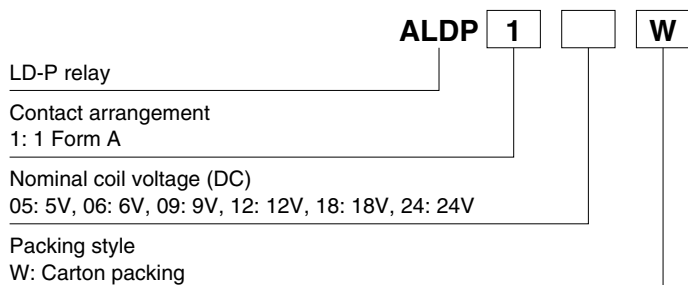 ALDP 1 W
LD-P relay
Contact arrangement
1: 1 Form A
Nominal coil voltage (DC)
05: 5V, 06: 6V, 09: 9V, 12: 12V, 18: 18V, 24: 24V
Packing style
W: Carton packing